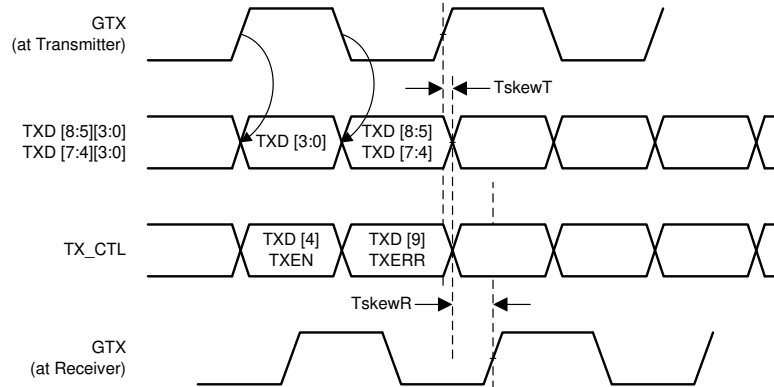 GTX
(at Transmitter)
TskewT
TXD [8:5][3:0]
TXD [7:4][3:0]
TXD [3:0]
TXD [8:5]
TXD [7:4]
TX_CTL
TXD [4]
TXEN
TXD [9]
TXERR
TskewR
GTX
(at Receiver)